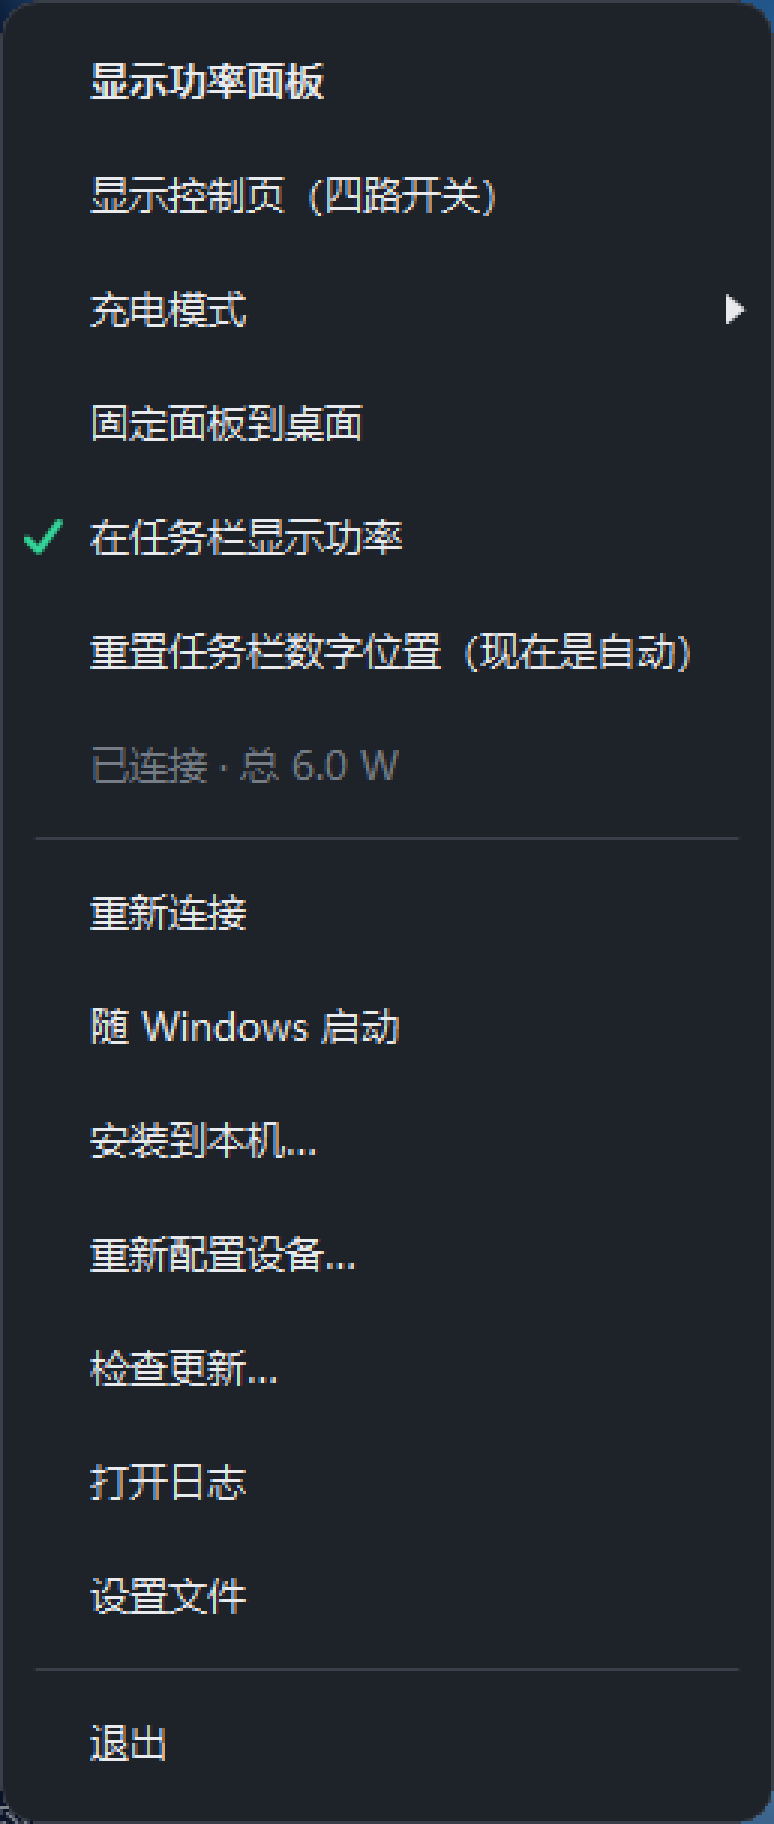 显示功率面板
显示控制页（四路开关）
充电模式
固定面板到桌面
在任务栏显示功率
重置任务栏数字位置（现在是自动）
已连接 · 总 6.0 W
重新连接
随 Windows 启动
安装到本机...
重新配置设备...
检查更新...
打开日志
设置文件
退出